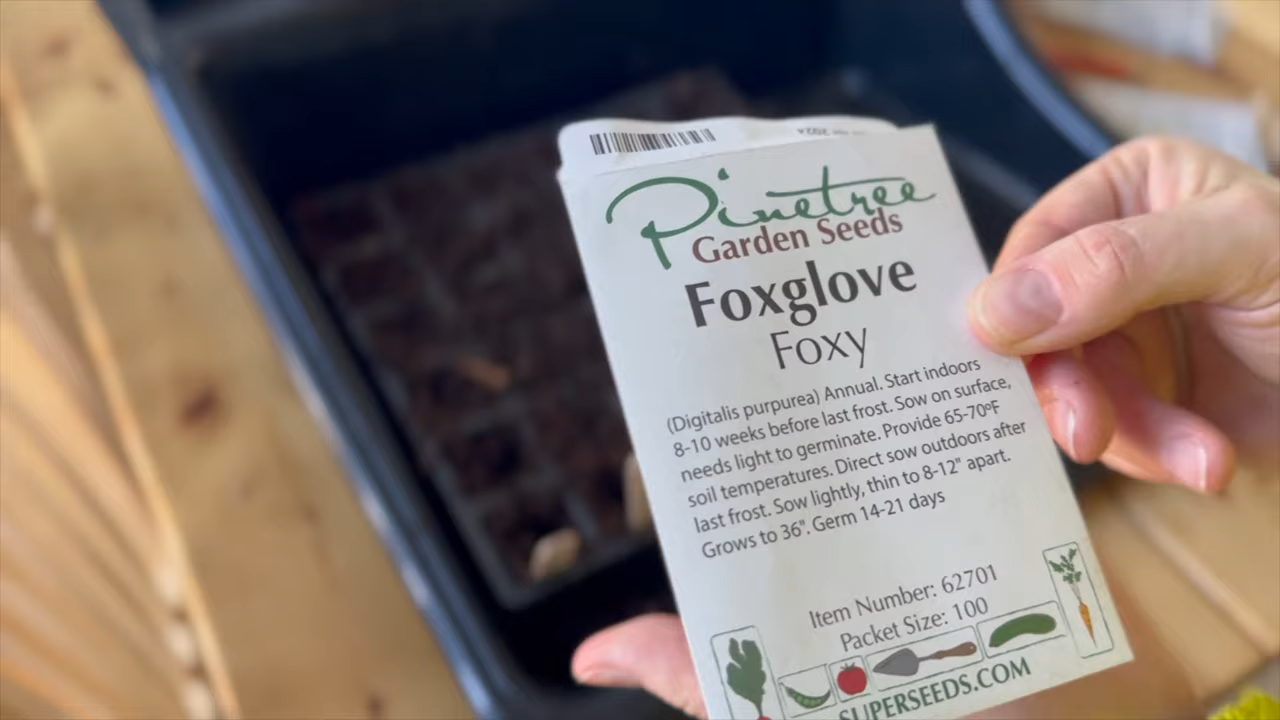 Pinetree
Garden Seeds
Foxglove
Foxy
(Digitalis purpurea) Annual. Start indoors
8-10 weeks before last frost. Sow on surface,
needs light to germinate. Provide 65-70ºF
soil temperatures. Direct sow outdoors after
last frost. Sow lightly, thin to 8-12" apart.
Grows to 36". Germ 14-21 days
Item Number: 62701
Packet Size: 100
SUPERSEEDS.COM